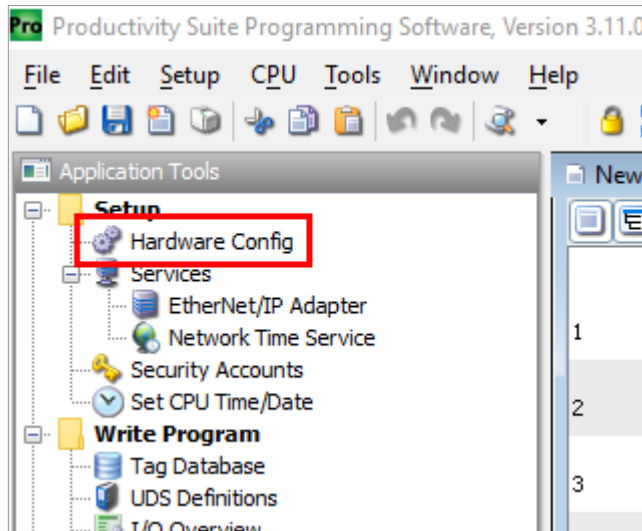 Pro Productivity Suite Programming Software, Version 3.11.0
File Edit Setup CPU Tools Window Help
Application Tools
New
Setup
Hardware Config
Services
EtherNet/IP Adapter
Network Time Service
1
Security Accounts
Set CPU Time/Date
2
Write Program
Tag Database
3
UDS Definitions
I/O Overview